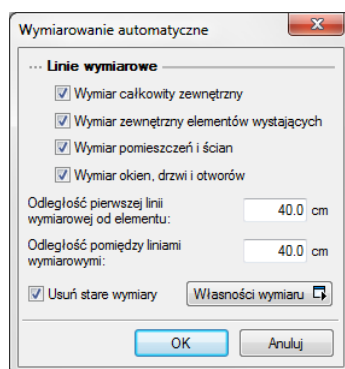 Wymiarowanie automatyczne
Linie wymiarowe
Wymiar całkowity zewnętrzny
Wymiar zewnętrzny elementów wystających
Wymiar pomieszczeń i ścian
Wymiar okien, drzwi i otworów
Odległość pierwszej linii
wymiarowej od elementu: 40.0 cm
Odległość pomiędzy liniami
wymiarowymi: 40.0 cm
Usuń stare wymiary Własności wymiaru
OK Anuluj